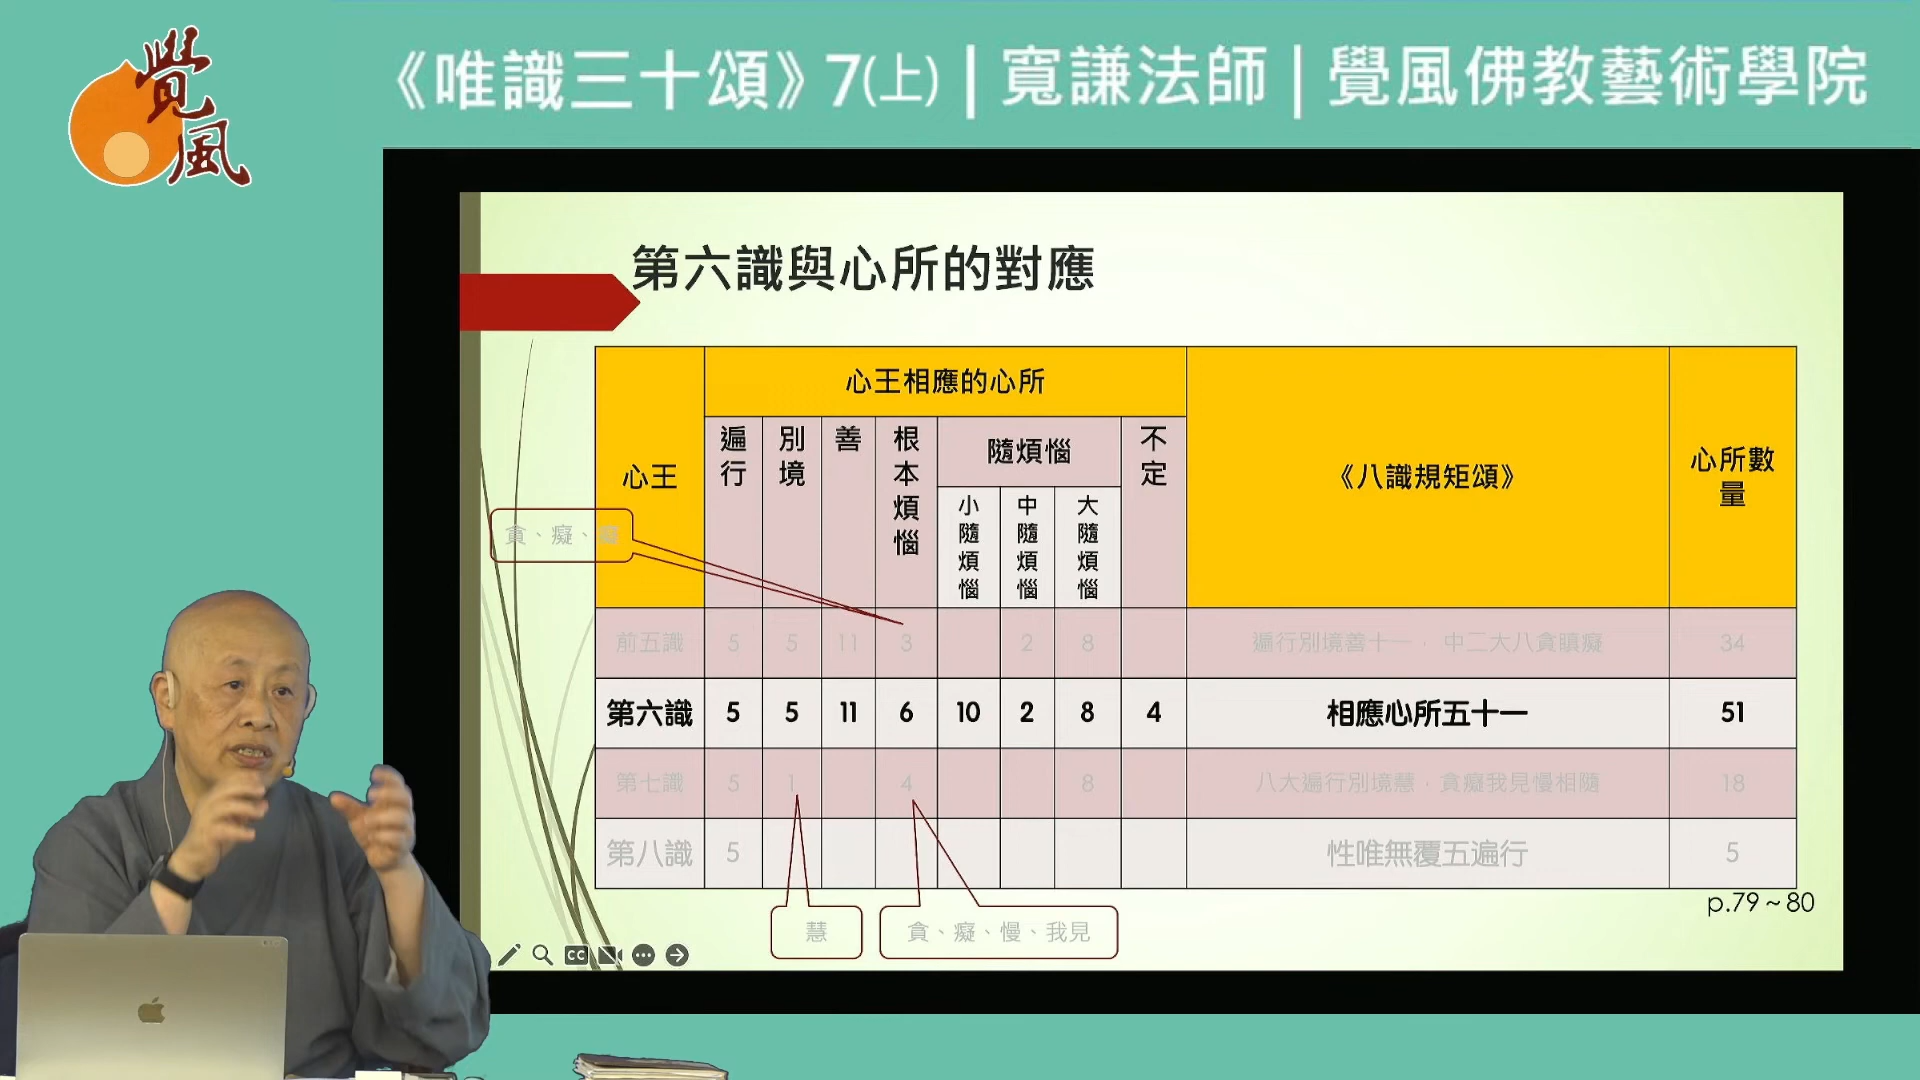 覺風
《唯識三十頌》7(上)|寬謙法師|覺風佛教藝術學院
第六識與心所的對應
心王
心王相應的心所
遍行
別境
善
根本煩惱
隨煩惱
小隨煩惱
中隨煩惱
大隨煩惱
不定
《八識規矩頌》
心所數量
貪、癡、
前五識 5 5 11 3 2 8 遍行別境善十一,中二大八貪瞋癡 34
第六識 5 5 11 6 10 2 8 4 相應心所五十一 51
第七識 5 1 4 8 八大遍行別境慧,貪癡我見慢相隨 18
第八識 5 性唯無覆五遍行 5
p.79~80
慧
貪、癡、慢、我見
CC